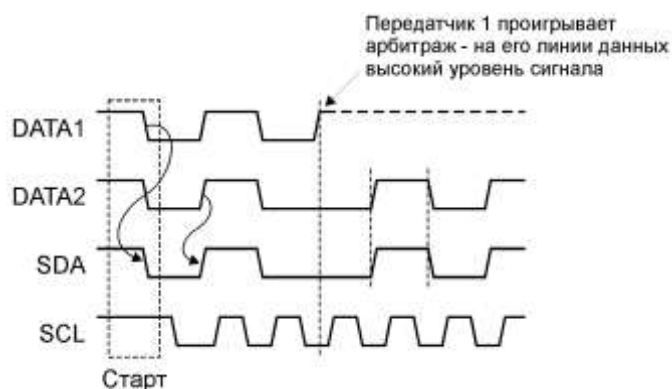 Передатчик 1 проигрывает
арбитраж - на его линии данных
высокий уровень сигнала
DATA1
DATA2
SDA
SCL
Старт